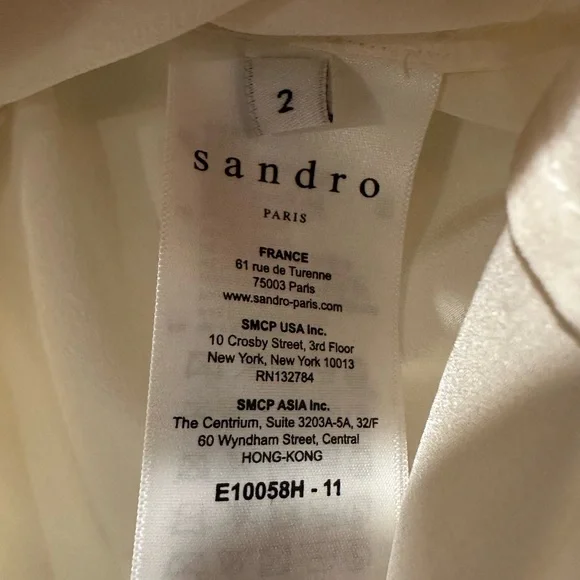 2
sandro
PARIS
FRANCE
61 rue de Turenne
75003 Paris
www.sandro-paris.com
SMCP USA Inc.
10 Crosby Street, 3rd Floor
New York, New York 10013
RN132784
SMCP ASIA Inc.
The Centrium, Suite 3203A-5A, 32/F
60 Wyndham Street, Central
HONG-KONG
E10058H - 11